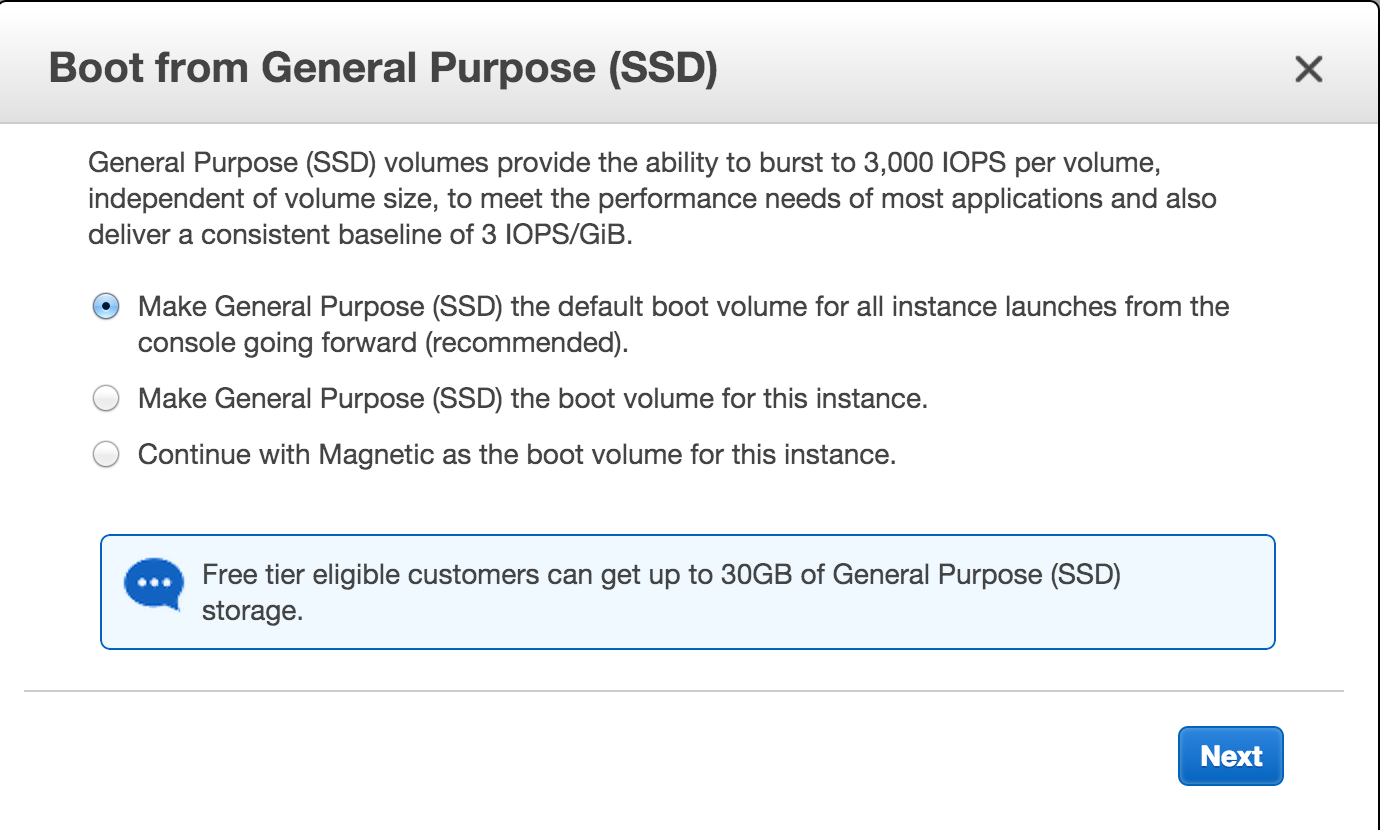 Boot from General Purpose (SSD)
General Purpose (SSD) volumes provide the ability to burst to 3,000 IOPS per volume,
independent of volume size, to meet the performance needs of most applications and also
deliver a consistent baseline of 3 IOPS/GiB.
Make General Purpose (SSD) the default boot volume for all instance launches from the
console going forward (recommended).
Make General Purpose (SSD) the boot volume for this instance.
Continue with Magnetic as the boot volume for this instance.
Free tier eligible customers can get up to 30GB of General Purpose (SSD)
storage.
Next